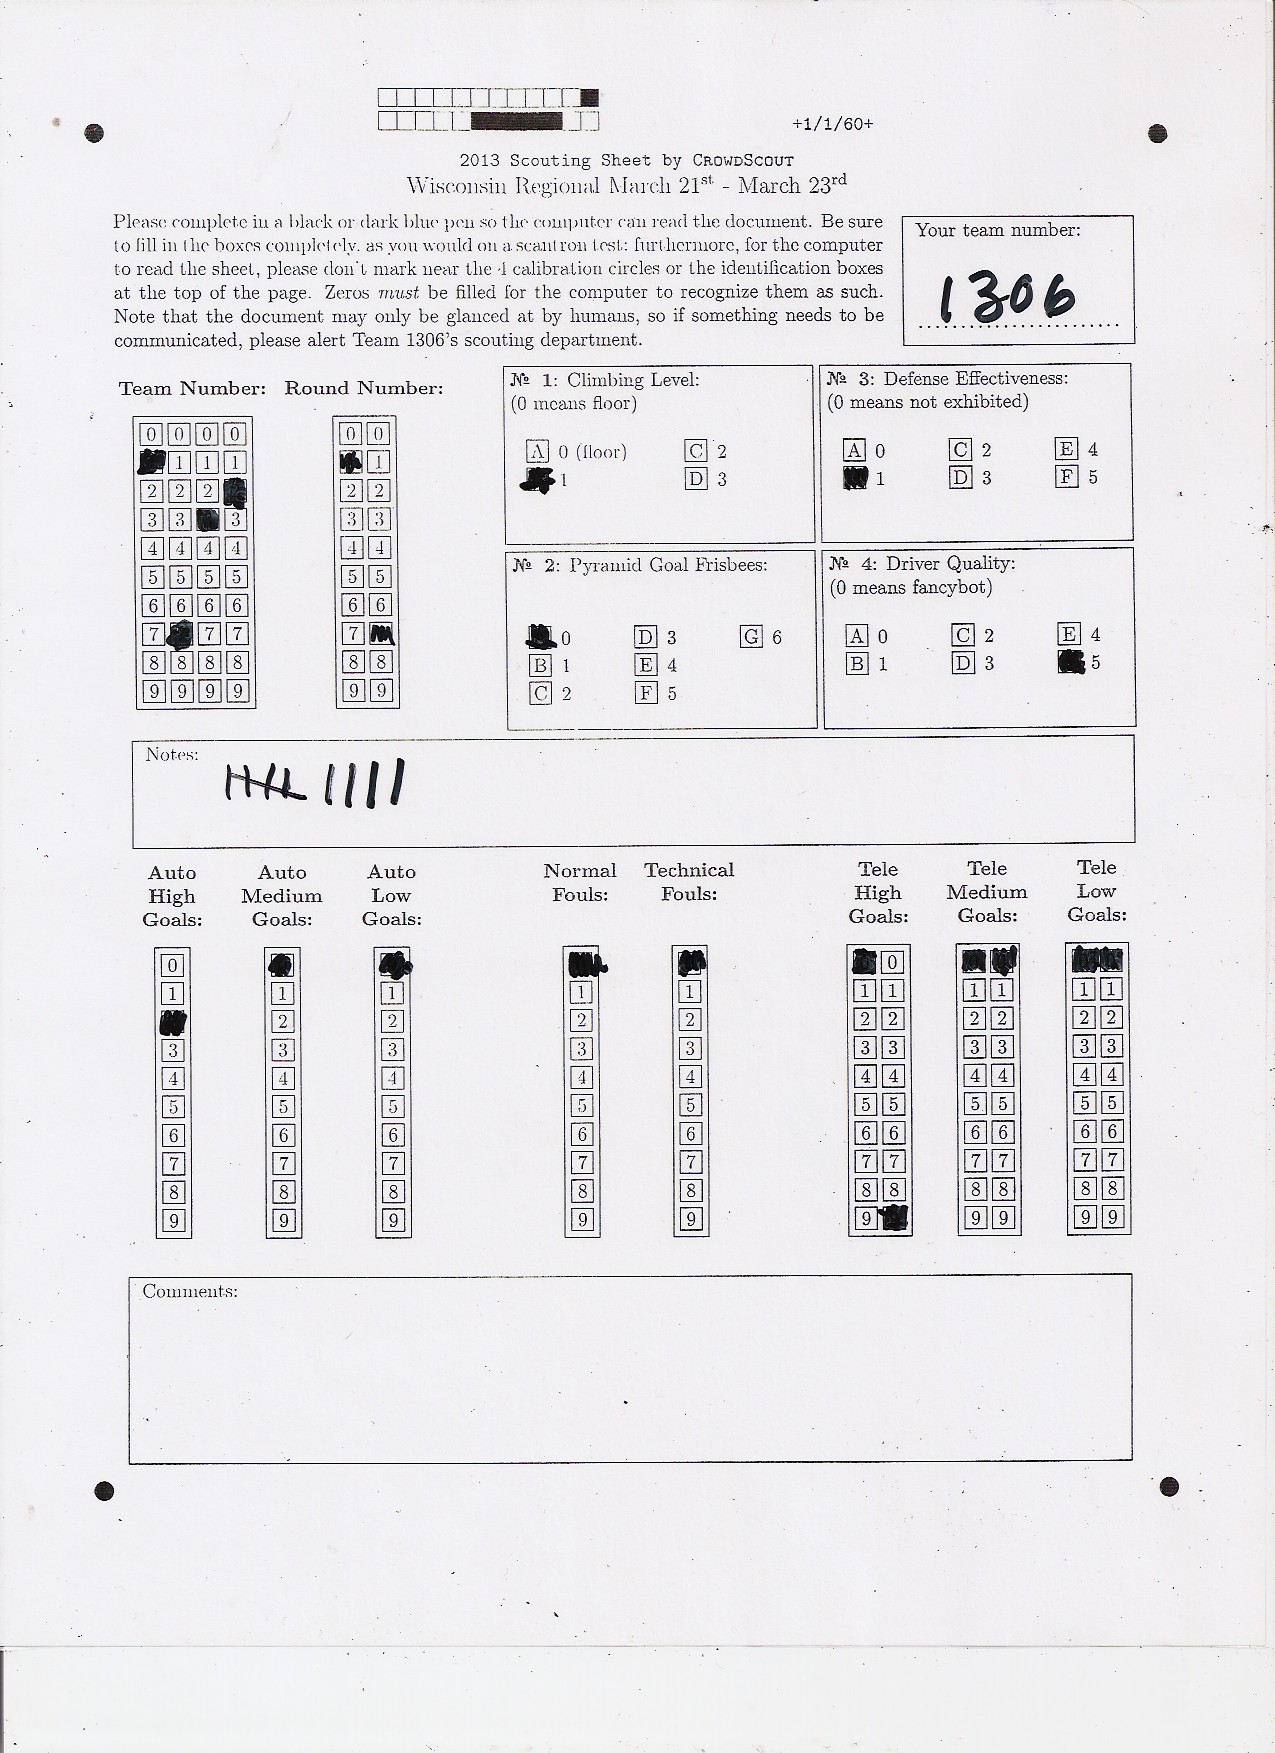 +1/1/60+
2013 Scouting Sheet by CROWDSCOUT
Wisconsin Regional March 21st - March 23rd
Please complete in a black or dark blue pen so the computer can read the document. Be sure
to fill in the boxes completely, as you would on a scantron test; furthermore, for the computer
to read the sheet, please don't mark near the 4 calibration circles or the identification boxes
at the top of the page. Zeros must be filled for the computer to recognize them as such.
Note that the document may only be glanced at by humans, so if something needs to be
communicated, please alert Team 1306's scouting department.
Your team number:
1306
Team Number: Round Number:
0 0 0 0 0 0
1 1 1 1
2 2 2 2 2
3 3 3 3 3
4 4 4 4 4 4
5 5 5 5 5 5
6 6 6 6 6 6
7 7 7 7
8 8 8 8 8 8
9 9 9 9 9 9
№ 1: Climbing Level:
(0 means floor)
A 0 (floor) C 2
1 D 3
№ 3: Defense Effectiveness:
(0 means not exhibited)
A 0 C 2 E 4
1 D 3 F 5
№ 2: Pyramid Goal Frisbees:
0 D 3 G 6
B 1 E 4
C 2 F 5
№ 4: Driver Quality:
(0 means fancybot)
A 0 C 2 E 4
B 1 D 3 5
Notes:
Auto High Goals:
0
1
3
4
5
6
7
8
9
Auto Medium Goals:
1
2
3
4
5
6
7
8
9
Auto Low Goals:
1
2
3
4
5
6
7
8
9
Normal Fouls:
1
2
3
4
5
6
7
8
9
Technical Fouls:
1
2
3
4
5
6
7
8
9
Tele High Goals:
0
1 1
2 2
3 3
4 4
5 5
6 6
7 7
8 8
9
Tele Medium Goals:
1 1
2 2
3 3
4 4
5 5
6 6
7 7
8 8
9 9
Tele Low Goals:
1 1
2 2
3 3
4 4
5 5
6 6
7 7
8 8
9 9
Comments: